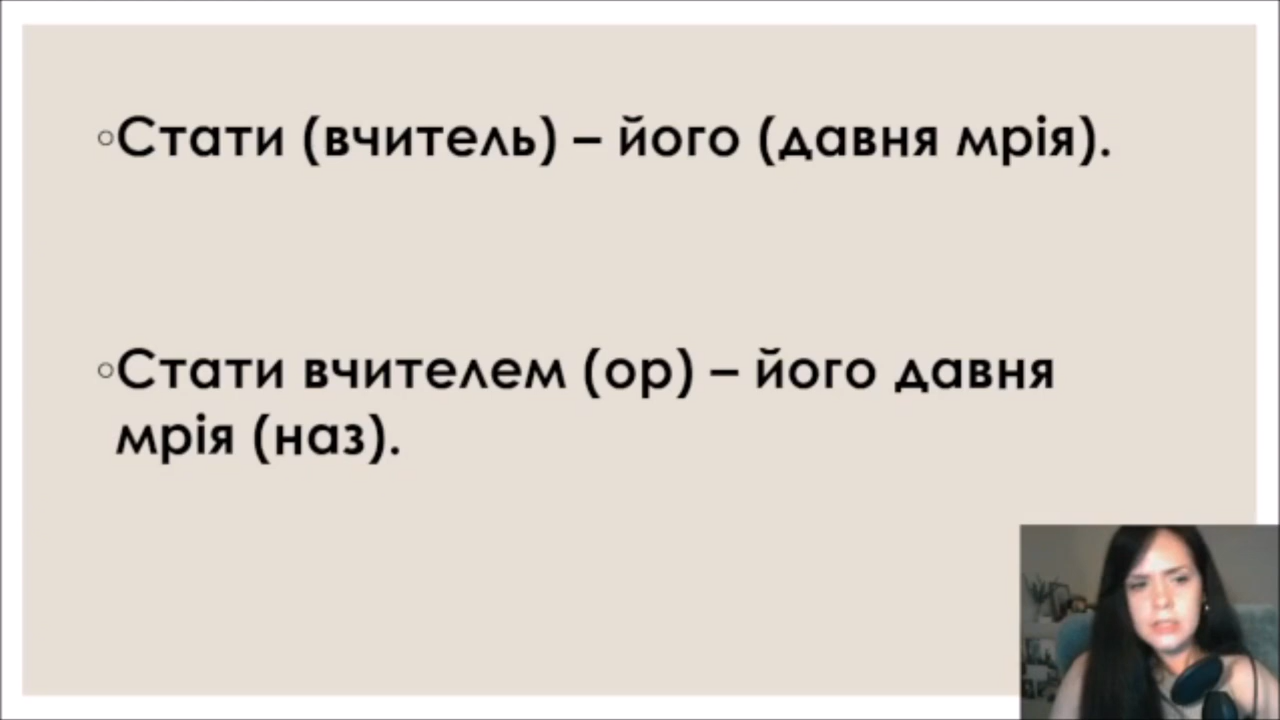 ◦Стати (вчитель) – його (давня мрія).
◦Стати вчителем (ор) – його давня
мрія (наз).